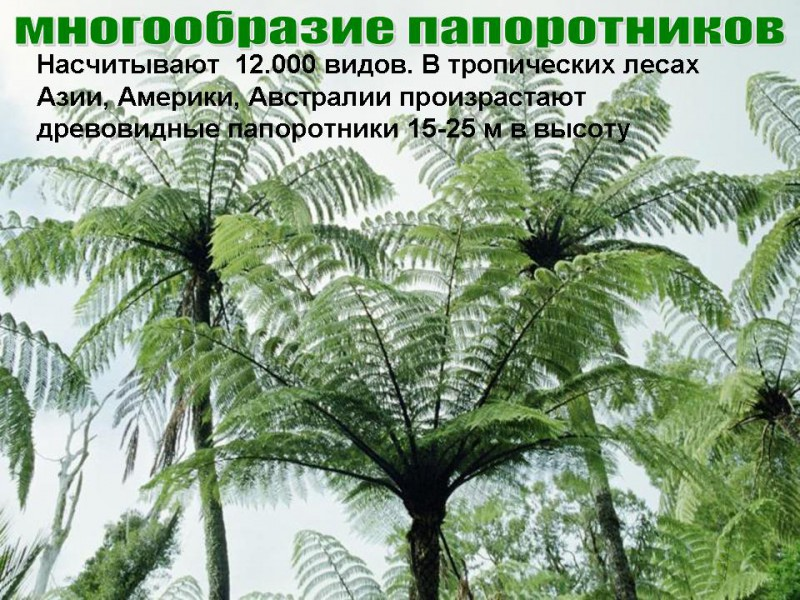 многообразие папоротников
Насчитывают 12.000 видов. В тропических лесах
Азии, Америки, Австралии произрастают
древовидные папоротники 15-25 м в высоту